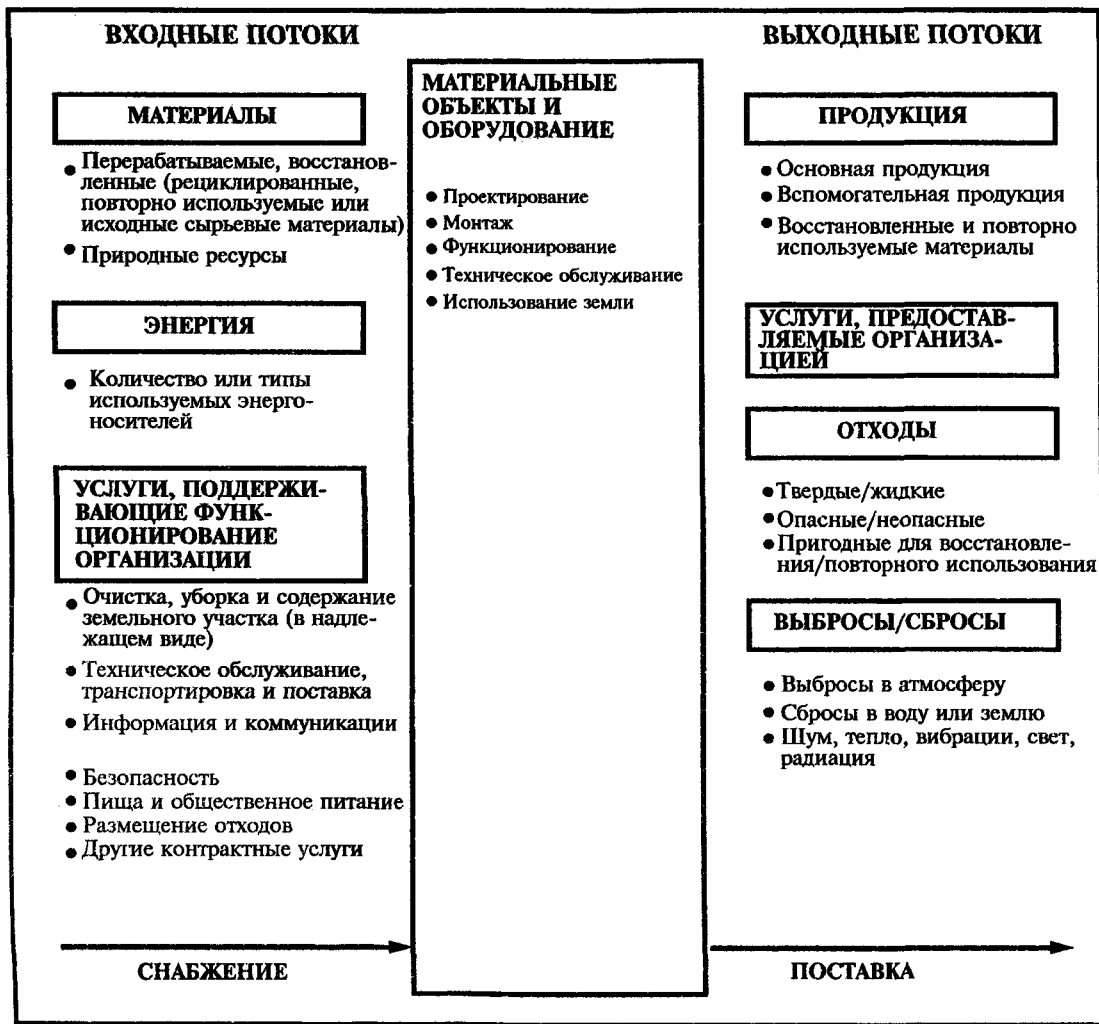 ВХОДНЫЕ ПОТОКИ
МАТЕРИАЛЫ
• Перерабатываемые, восстанов-
ленные (рециклированные,
повторно используемые или
исходные сырьевые материалы)
• Природные ресурсы
ЭНЕРГИЯ
• Количество или типы
используемых энерго-
носителей
УСЛУГИ, ПОДДЕРЖИ-
ВАЮЩИЕ ФУНК-
ЦИОНИРОВАНИЕ
ОРГАНИЗАЦИИ
• Очистка, уборка и содержание
земельного участка (в надле-
жащем виде)
• Техническое обслуживание,
транспортировка и поставка
• Информация и коммуникации
• Безопасность
• Пища и общественное питание
• Размещение отходов
• Другие контрактные услуги
СНАБЖЕНИЕ
МАТЕРИАЛЬНЫЕ
ОБЪЕКТЫ И
ОБОРУДОВАНИЕ
• Проектирование
• Монтаж
• Функционирование
• Техническое обслуживание
• Использование земли
ВЫХОДНЫЕ ПОТОКИ
ПРОДУКЦИЯ
• Основная продукция
• Вспомогательная продукция
• Восстановленные и повторно
используемые материалы
УСЛУГИ, ПРЕДОСТАВ-
ЛЯЕМЫЕ ОРГАНИЗА-
ЦИЕЙ
ОТХОДЫ
• Твердые/жидкие
• Опасные/неопасные
• Пригодные для восстановле-
ния/повторного использования
ВЫБРОСЫ/СБРОСЫ
• Выбросы в атмосферу
• Сбросы в воду или землю
• Шум, тепло, вибрации, свет,
радиация
ПОСТАВКА